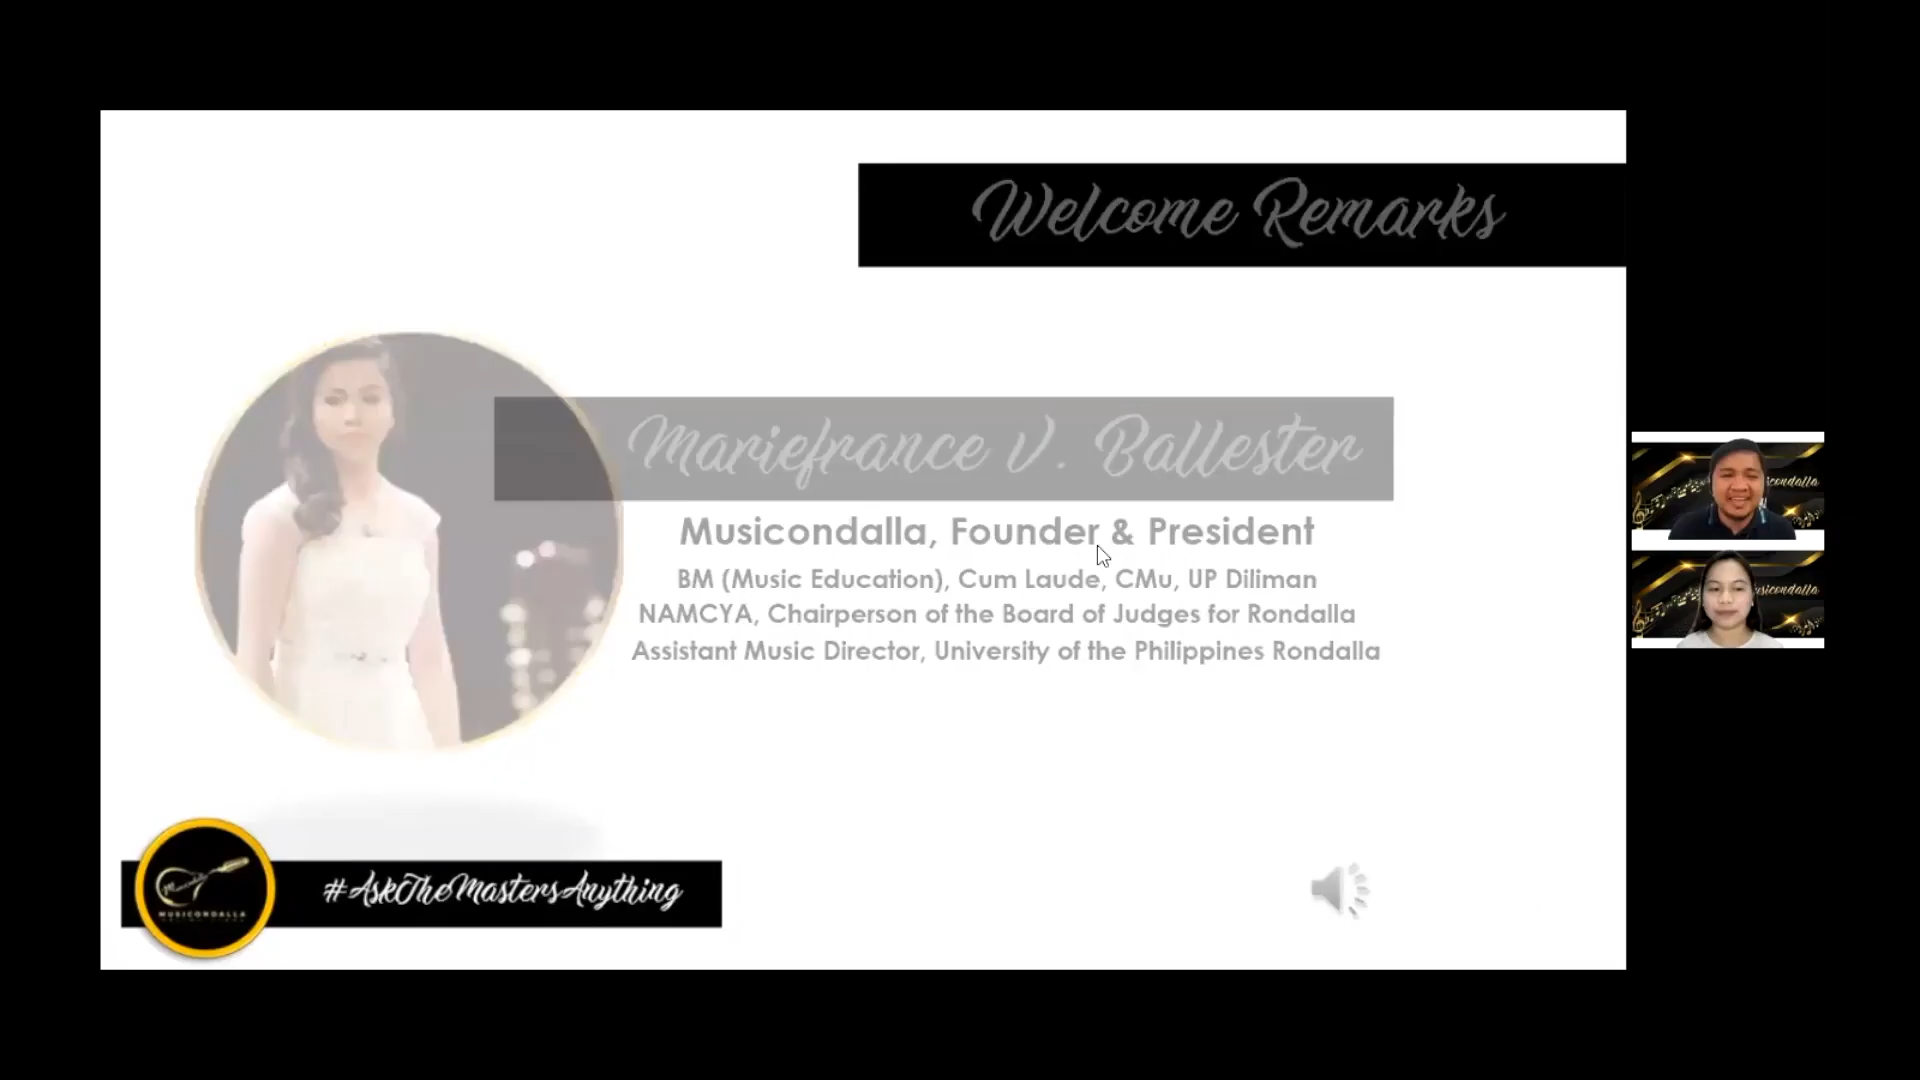 Welcome Remarks
Mariefrance V. Ballester
Musicondalla, Founder & President
BM (Music Education), Cum Laude, CMu, UP Diliman
NAMCYA, Chairperson of the Board of Judges for Rondalla
Assistant Music Director, University of the Philippines Rondalla
MUSICONDALLA
#AskTheMastersAnything